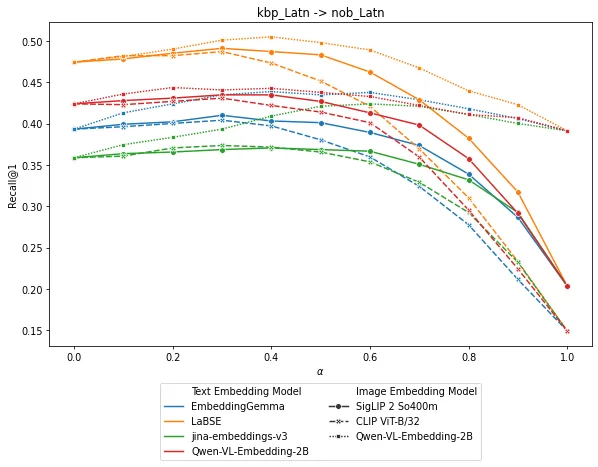 kbp_Latn -> nob_Latn
Recall@1
0.50
0.45
0.40
0.35
0.30
0.25
0.20
0.15
0.0
0.2
0.4
0.6
0.8
1.0
α
Text Embedding Model
EmbeddingGemma
LaBSE
jina-embeddings-v3
Qwen-VL-Embedding-2B
Image Embedding Model
SigLIP 2 So400m
CLIP ViT-B/32
Qwen-VL-Embedding-2B